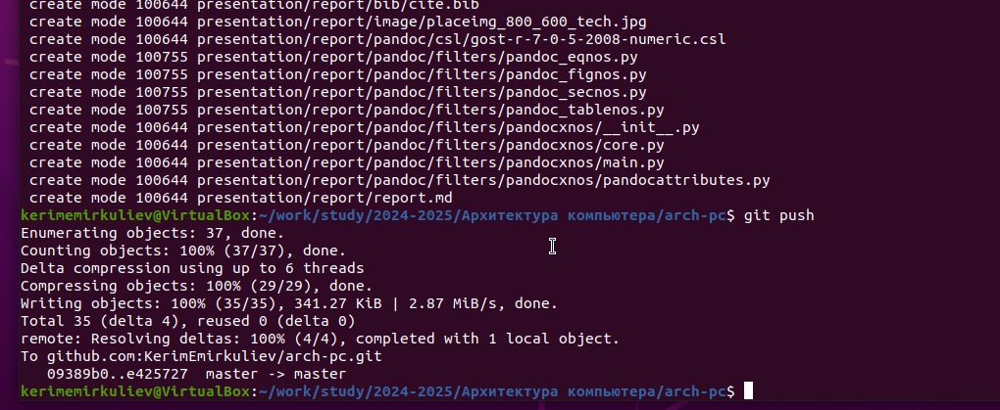 create mode 100644 presentation/report/bib/cite.bib
create mode 100644 presentation/report/image/placeimg_800_600_tech.jpg
create mode 100644 presentation/report/pandoc/csl/gost-r-7-0-5-2008-numeric.csl
create mode 100755 presentation/report/pandoc/filters/pandoc_eqnos.py
create mode 100755 presentation/report/pandoc/filters/pandoc_fignos.py
create mode 100755 presentation/report/pandoc/filters/pandoc_secnos.py
create mode 100755 presentation/report/pandoc/filters/pandoc_tablenos.py
create mode 100644 presentation/report/pandoc/filters/pandocxnos/__init__.py
create mode 100644 presentation/report/pandoc/filters/pandocxnos/core.py
create mode 100644 presentation/report/pandoc/filters/pandocxnos/main.py
create mode 100644 presentation/report/pandoc/filters/pandocxnos/pandocattributes.py
create mode 100644 presentation/report/report.md
kerimemirkuliev@VirtualBox:~/work/study/2024-2025/Архитектура компьютера/arch-pc$ git push
Enumerating objects: 37, done.
Counting objects: 100% (37/37), done.
Delta compression using up to 6 threads
Compressing objects: 100% (29/29), done.
Writing objects: 100% (35/35), 341.27 KiB | 2.87 MiB/s, done.
Total 35 (delta 4), reused 0 (delta 0)
remote: Resolving deltas: 100% (4/4), completed with 1 local object.
To github.com:KerimEmirkuliev/arch-pc.git
   09389b0..e425727  master -> master
kerimemirkuliev@VirtualBox:~/work/study/2024-2025/Архитектура компьютера/arch-pc$